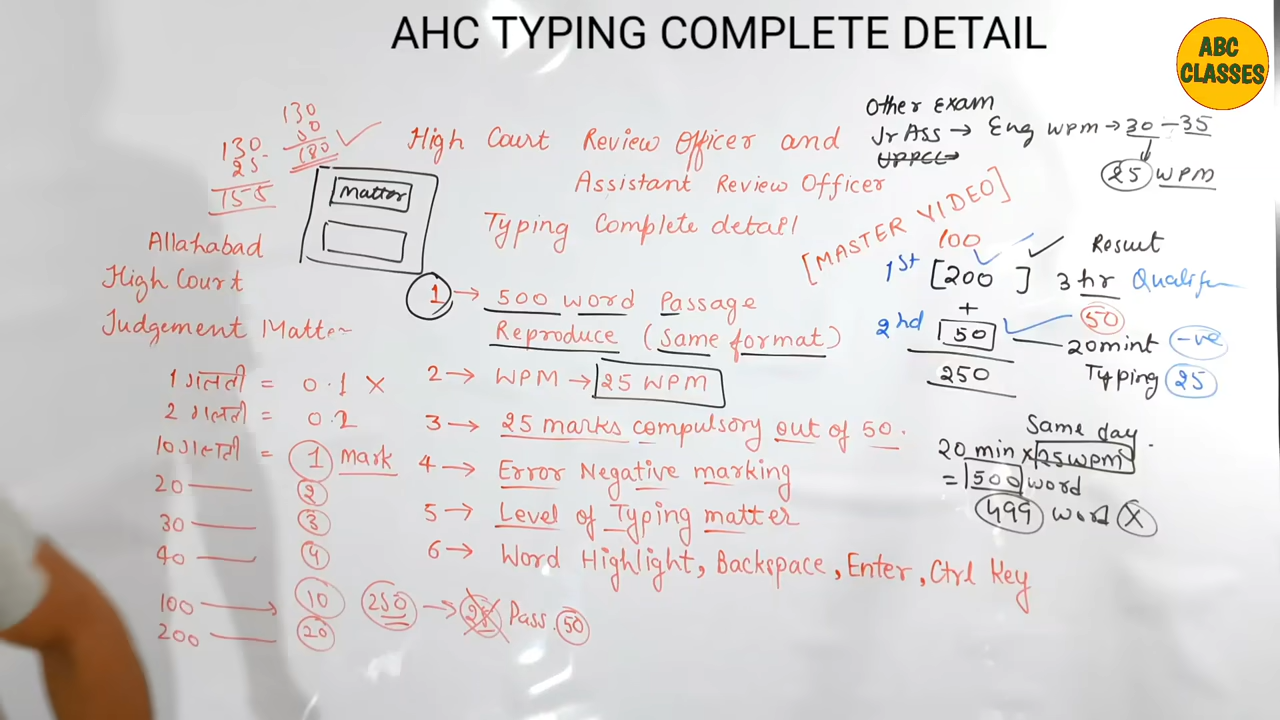 AHC TYPING COMPLETE DETAIL
ABC
CLASSES
130
25
155
130
50
180
High Court Review Officer and
Assistant Review Officer
Typing Complete detail
[MASTER VIDEO]
Matter
Allahabad
High Court
Judgement Matter
1 गलती = 0.1 ×
2 गलती = 0.2
10 गलती = 1 Mark
20 — 2
30 — 3
40 — 4
100 → 10
200 — 20
250 → 25 Pass. 50
1 → 500 word Passage
Reproduce (Same format)
2 → WPM → 25 WPM
3 → 25 marks compulsory out of 50.
4 → Error Negative marking
5 → Level of Typing matter
6 → Word Highlight, Backspace, Enter, Ctrl Key
Other Exam
Jr Ass → Eng WPM → 30 – 35
UPPCL →
25 WPM
100
Result
1st [200] 3 hr
+
50
2nd 50 20 mint -ve
250 Typing 25
Same day.
20 min × 25 WPM
= 500 word
499 word X